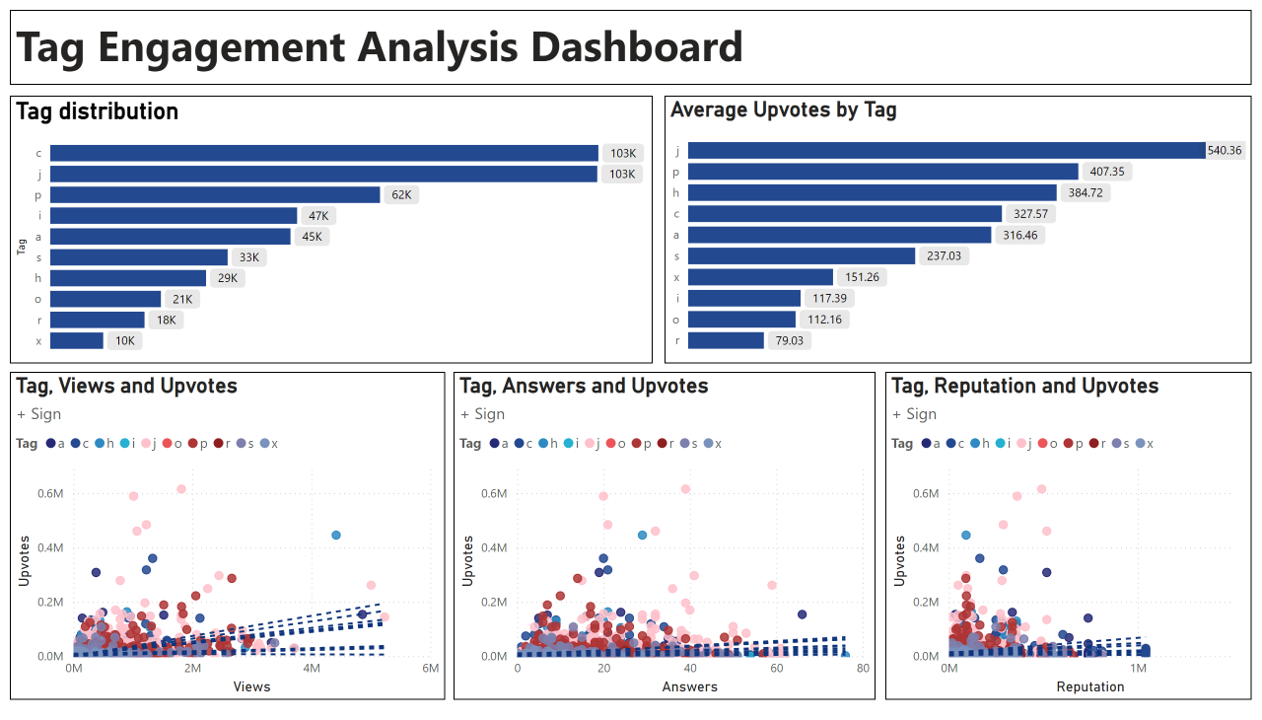 Tag Engagement Analysis Dashboard
Tag distribution
Tag
c 103K
j 103K
p 62K
i 47K
a 45K
s 33K
h 29K
o 21K
r 18K
x 10K
Average Upvotes by Tag
j 540.36
p 407.35
h 384.72
c 327.57
a 316.46
s 237.03
x 151.26
i 117.39
o 112.16
r 79.03
Tag, Views and Upvotes
+ Sign
Tag a c h i j o p r s x
Upvotes
0.6M
0.4M
0.2M
0.0M
0M 2M 4M 6M
Views
Tag, Answers and Upvotes
+ Sign
Tag a c h i j o p r s x
Upvotes
0.6M
0.4M
0.2M
0.0M
0 20 40 60 80
Answers
Tag, Reputation and Upvotes
+ Sign
Tag a c h i j o p r s x
Upvotes
0.6M
0.4M
0.2M
0.0M
0M 1M
Reputation